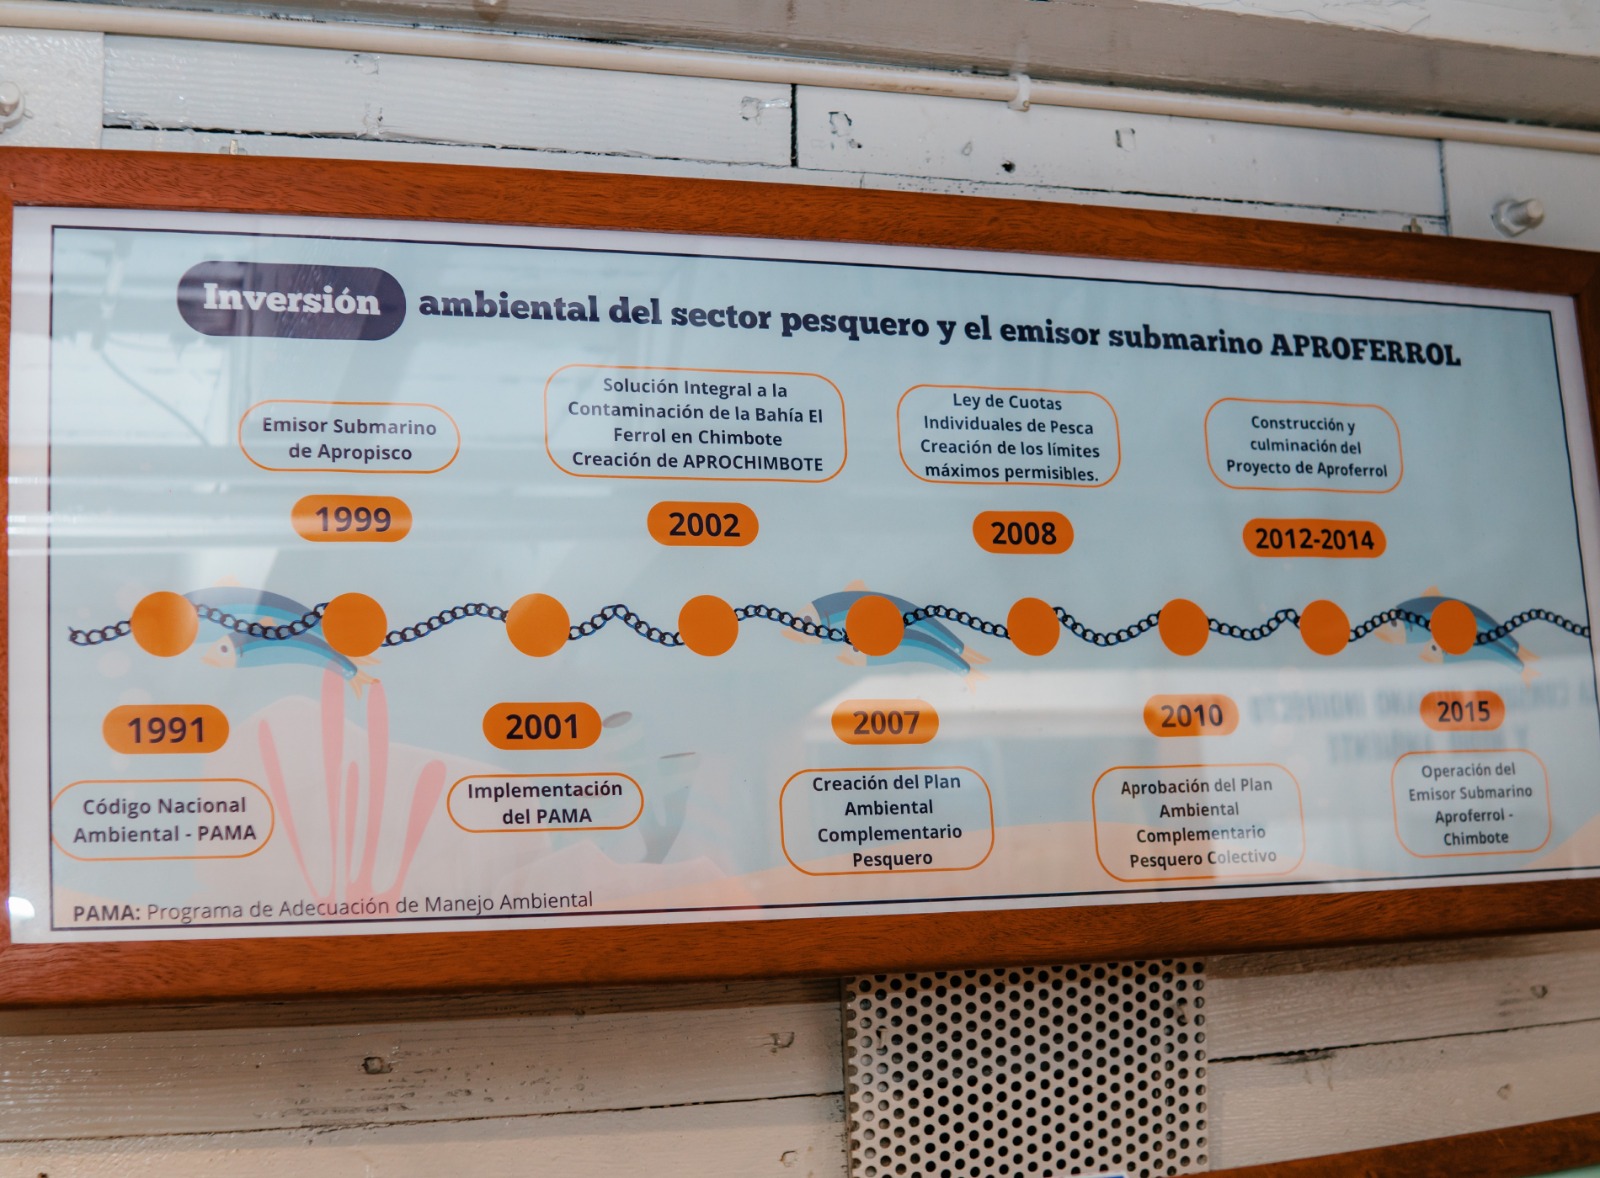 Inversión ambiental del sector pesquero y el emisor submarino APROFERROL
Emisor Submarino
de Apropisco
1999
Solución Integral a la
Contaminación de la Bahía El
Ferrol en Chimbote
Creación de APROCHIMBOTE
2002
Ley de Cuotas
Individuales de Pesca
Creación de los límites
máximos permisibles.
2008
Construcción y
culminación del
Proyecto de Aproferrol
2012-2014
1991
Código Nacional
Ambiental - PAMA
2001
Implementación
del PAMA
2007
Creación del Plan
Ambiental
Complementario
Pesquero
2010
Aprobación del Plan
Ambiental
Complementario
Pesquero Colectivo
2015
Operación del
Emisor Submarino
Aproferrol -
Chimbote
PAMA: Programa de Adecuación de Manejo Ambiental